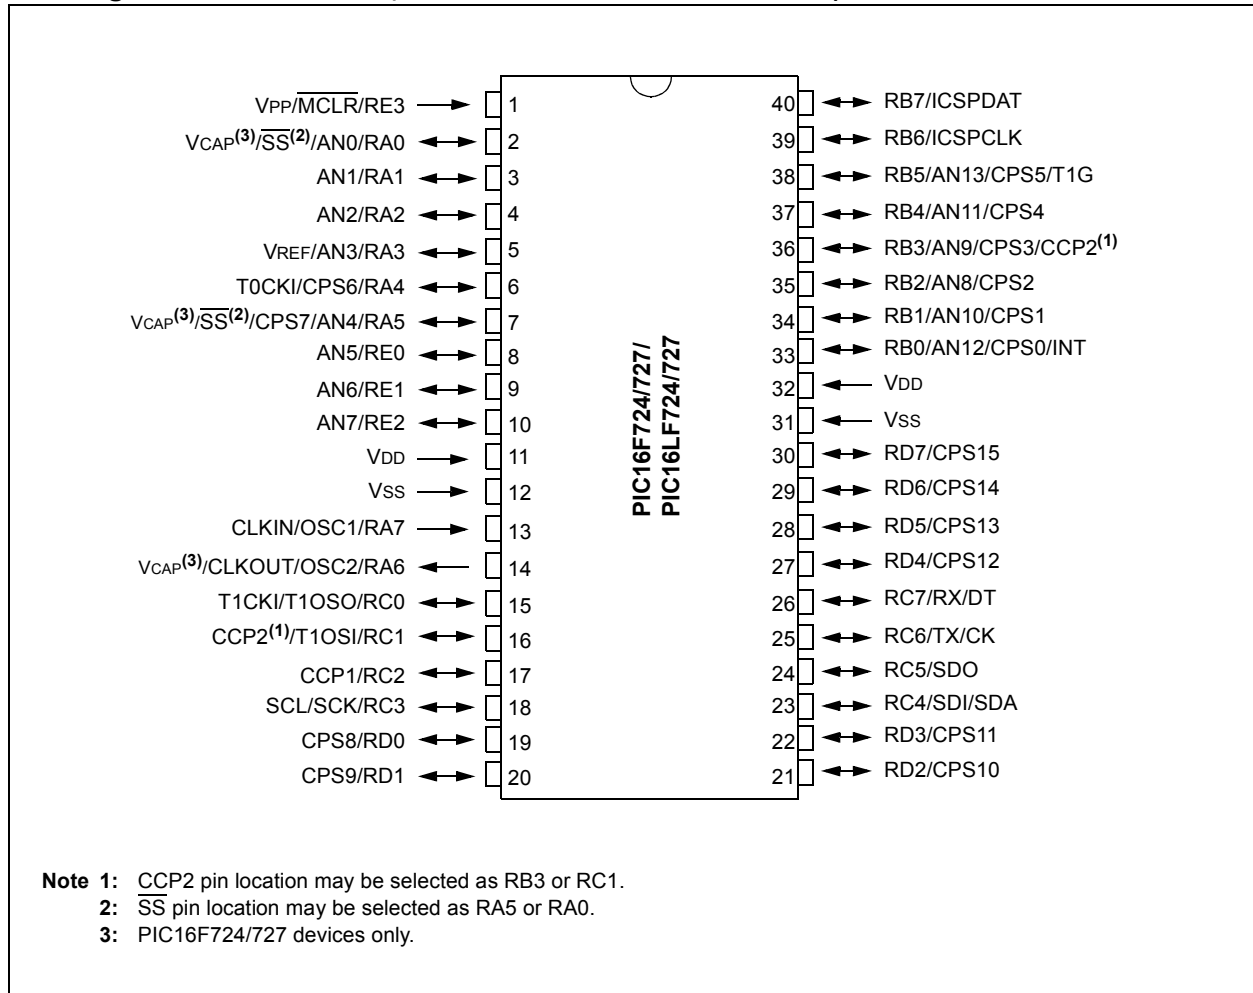 VPP/MCLR/RE3
VCAP(3)/SS(2)/AN0/RA0
AN1/RA1
AN2/RA2
VREF/AN3/RA3
T0CKI/CPS6/RA4
VCAP(3)/SS(2)/CPS7/AN4/RA5
AN5/RE0
AN6/RE1
AN7/RE2
VDD
VSS
CLKIN/OSC1/RA7
VCAP(3)/CLKOUT/OSC2/RA6
T1CKI/T1OSO/RC0
CCP2(1)/T1OSI/RC1
CCP1/RC2
SCL/SCK/RC3
CPS8/RD0
CPS9/RD1
1
2
3
4
5
6
7
8
9
10
11
12
13
14
15
16
17
18
19
20
PIC16F724/727/
PIC16LF724/727
40
39
38
37
36
35
34
33
32
31
30
29
28
27
26
25
24
23
22
21
RB7/ICSPDAT
RB6/ICSPCLK
RB5/AN13/CPS5/T1G
RB4/AN11/CPS4
RB3/AN9/CPS3/CCP2(1)
RB2/AN8/CPS2
RB1/AN10/CPS1
RB0/AN12/CPS0/INT
VDD
VSS
RD7/CPS15
RD6/CPS14
RD5/CPS13
RD4/CPS12
RC7/RX/DT
RC6/TX/CK
RC5/SDO
RC4/SDI/SDA
RD3/CPS11
RD2/CPS10
Note 1: CCP2 pin location may be selected as RB3 or RC1.
2: SS pin location may be selected as RA5 or RA0.
3: PIC16F724/727 devices only.